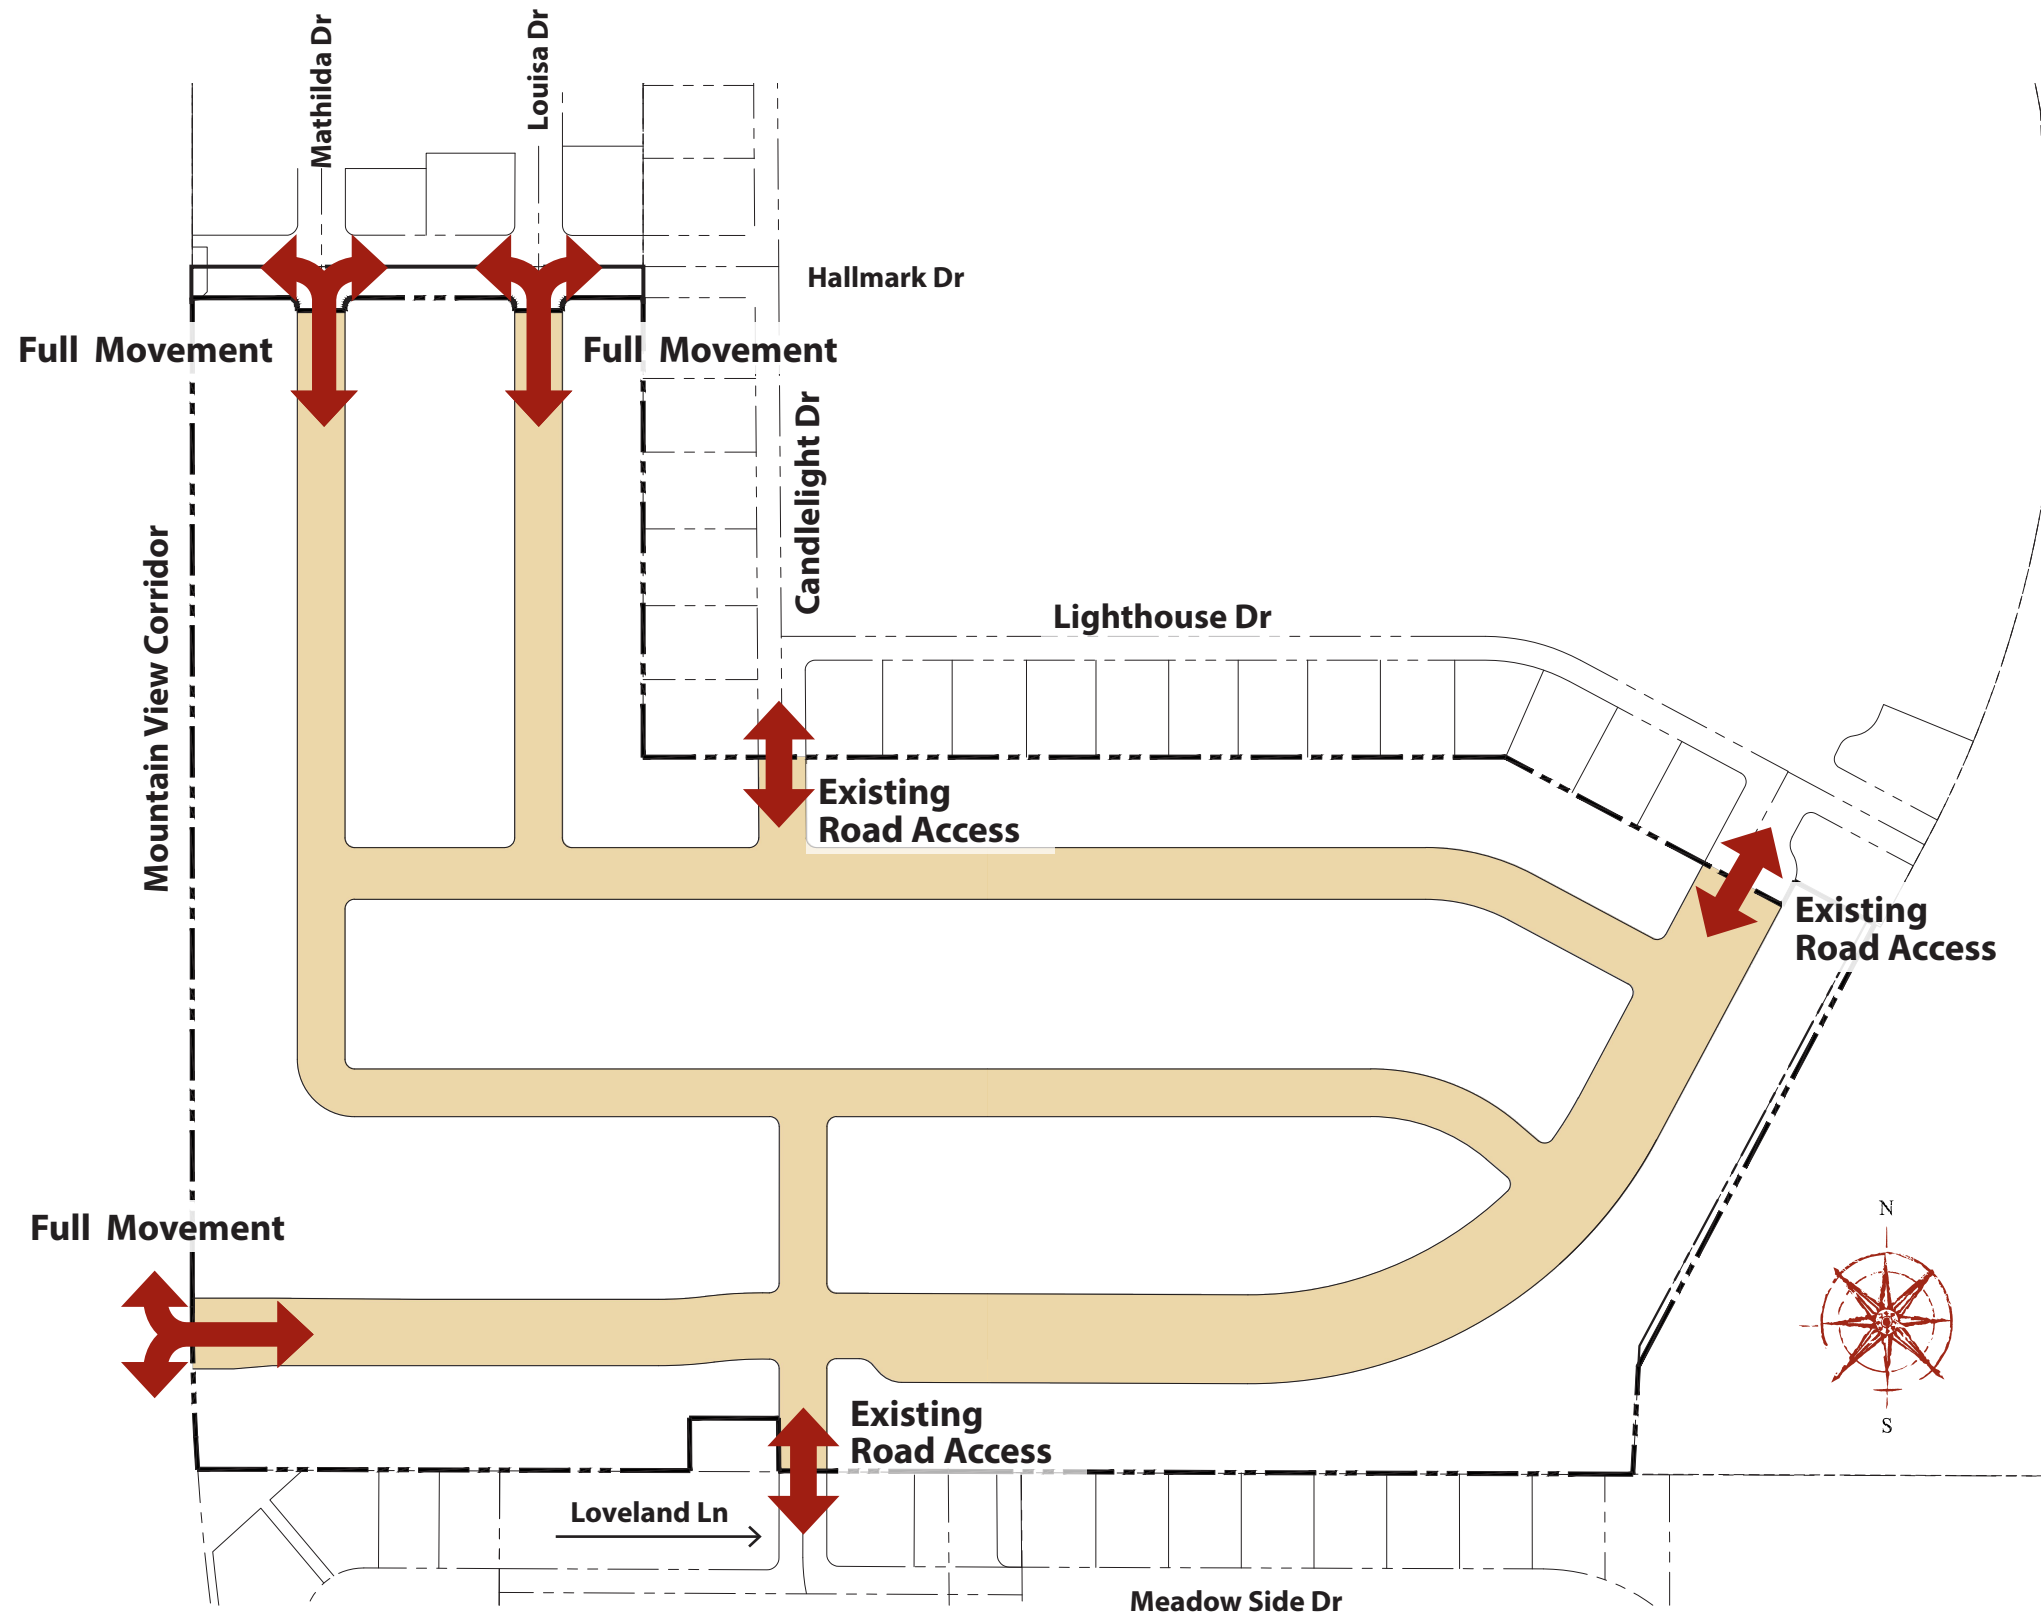 Mathilda Dr
Louisa Dr
Hallmark Dr
Full Movement
Full Movement
Candlelight Dr
Mountain View Corridor
Lighthouse Dr
Existing
Road Access
Existing
Road Access
Full Movement
N
S
Existing
Road Access
Loveland Ln
Meadow Side Dr